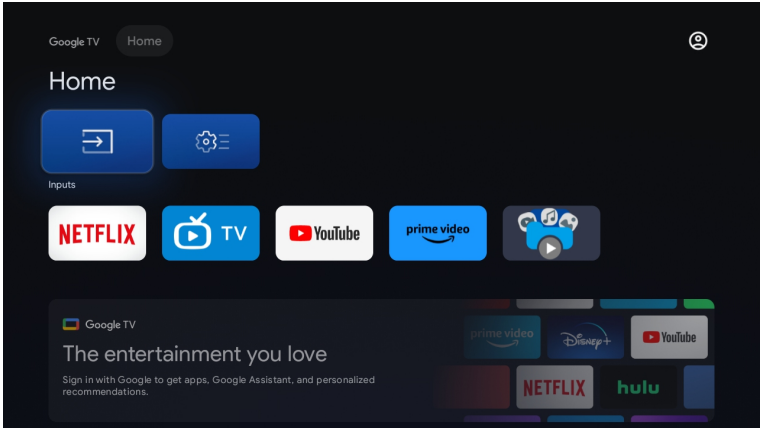 Google TV
Home
Home
Inputs
NETFLIX
TV
YouTube
prime video
Google TV
The entertainment you love
Sign in with Google to get apps, Google Assistant, and personalized
recommendations.
prime video
Disney+
YouTube
NETFLIX
hulu